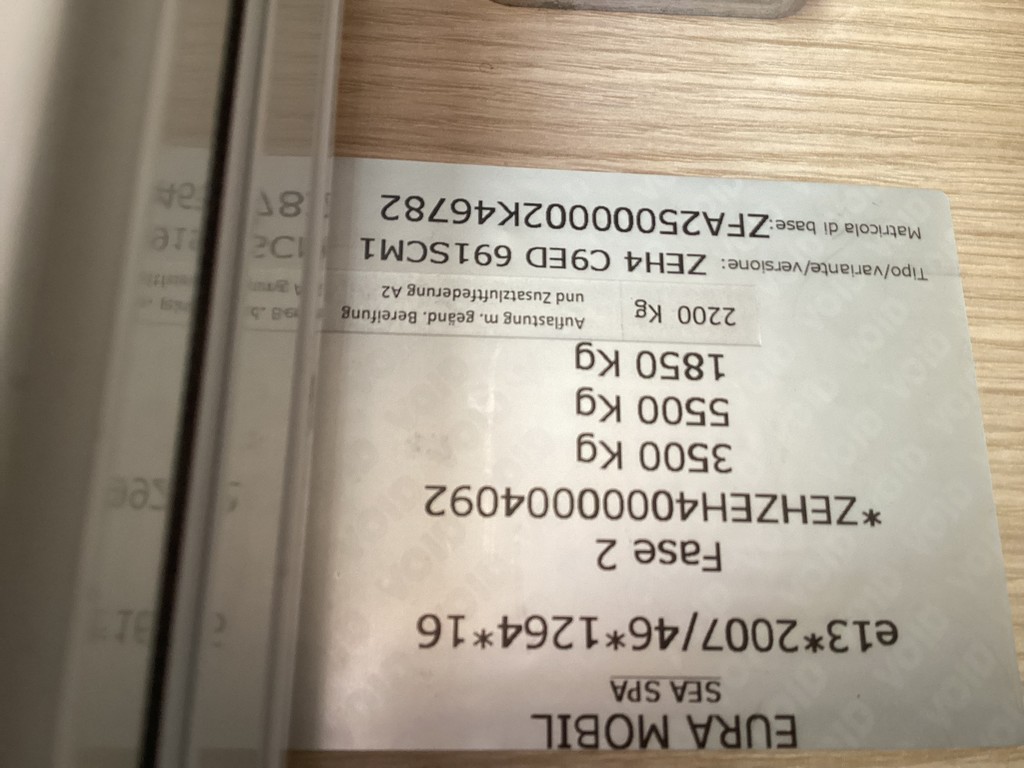 EURA MOBIL
SEA SPA
e13*2007/46*1264*16
Fase 2
*ZEHZEH4000004092
3500 Kg
5500 Kg
1850 Kg
2200 Kg Auflastung m. geänd. Bereifung
und Zusatzluftfederung A2
Tipo/variante/versione: ZEH4 C9ED 691SCM1
Matricola di base:ZFA25000002K46782